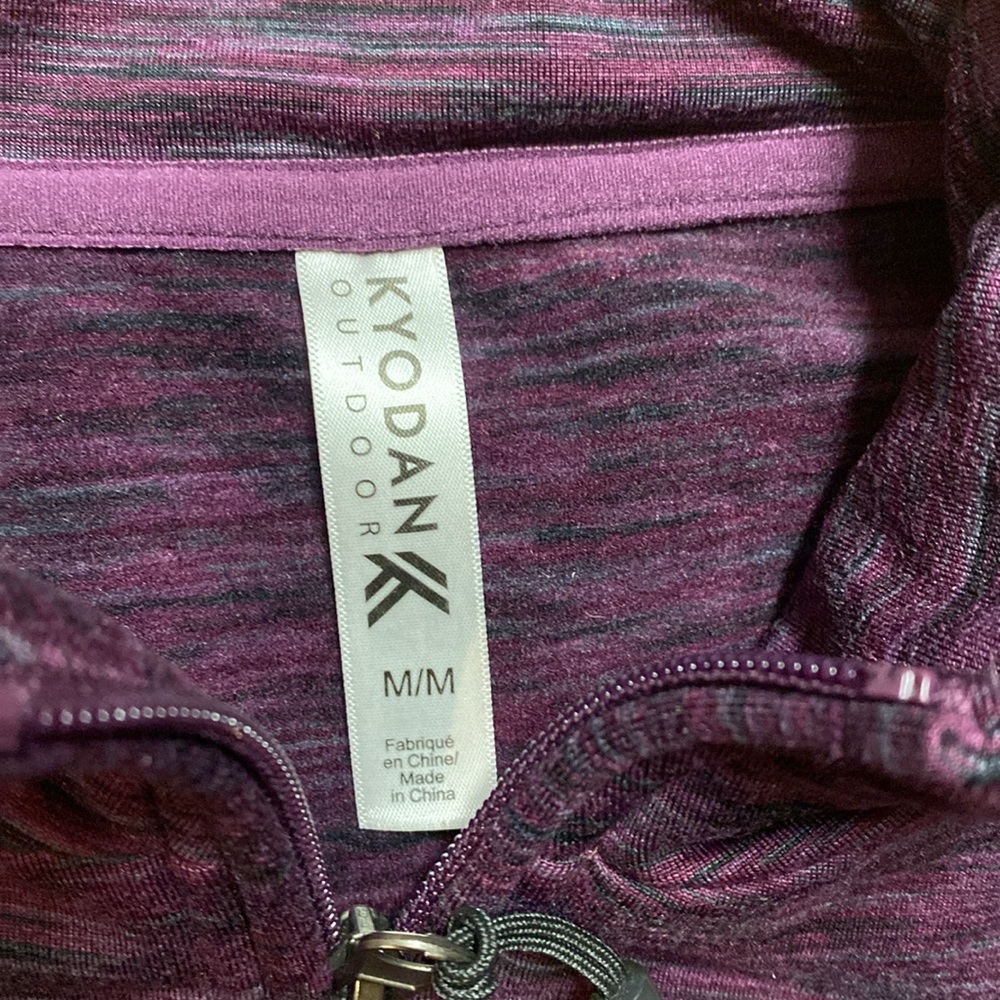 KYODAN
OUTDOOR
M/M
Fabriqué
en Chine/
Made
in China